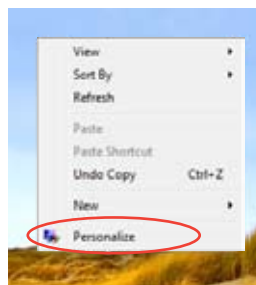 View
Sort By
Refresh
Paste
Paste Shortcut
Undo Copy Ctrl+Z
New
Personalize